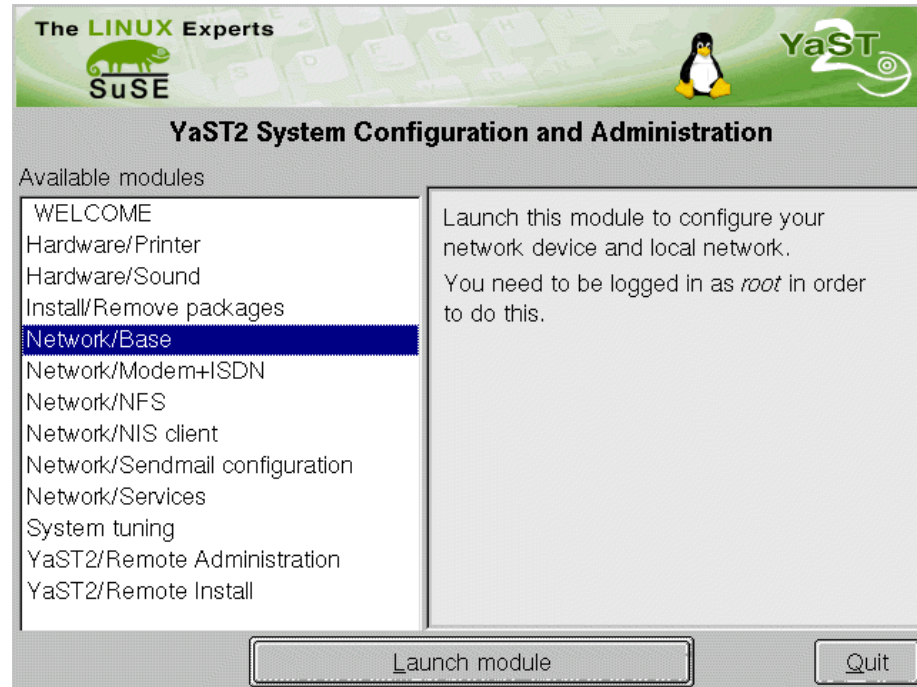 The LINUX Experts
SuSE
YaST
2
YaST2 System Configuration and Administration
Available modules
WELCOME
Hardware/Printer
Hardware/Sound
Install/Remove packages
Network/Base
Network/Modem+ISDN
Network/NFS
Network/NIS client
Network/Sendmail configuration
Network/Services
System tuning
YaST2/Remote Administration
YaST2/Remote Install
Launch this module to configure your
network device and local network.
You need to be logged in as root in order
to do this.
Launch module
Quit